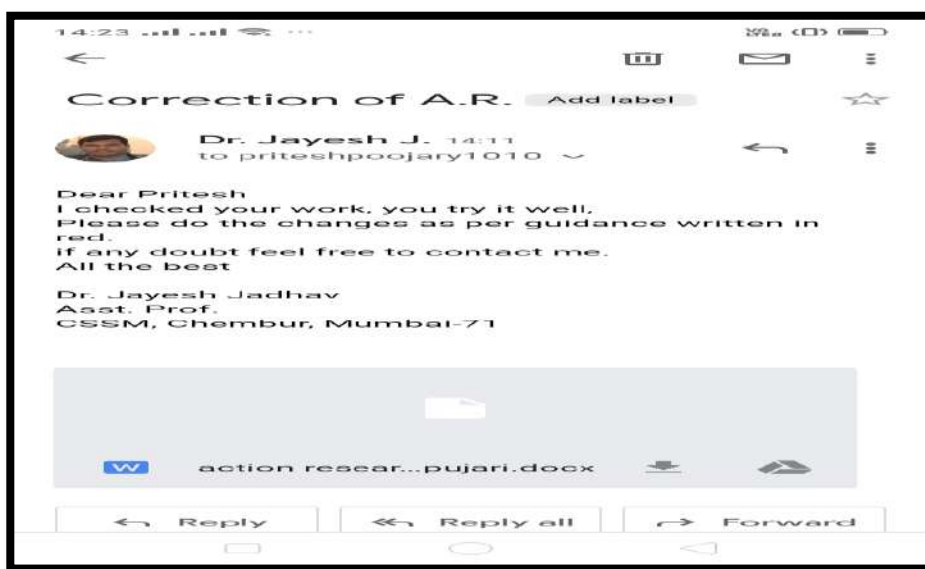 14:23
Correction of A.R. Add label
Dr. Jayesh J. 14:11
to priteshpoojary1010
Dear Pritesh
I checked your work, you try it well,
Please do the changes as per guidance written in
red.
if any doubt feel free to contact me.
All the best
Dr. Jayesh Jadhav
Asst. Prof.
CSSM, Chembur, Mumbai-71
W action resear...pujari.docx
Reply Reply all Forward